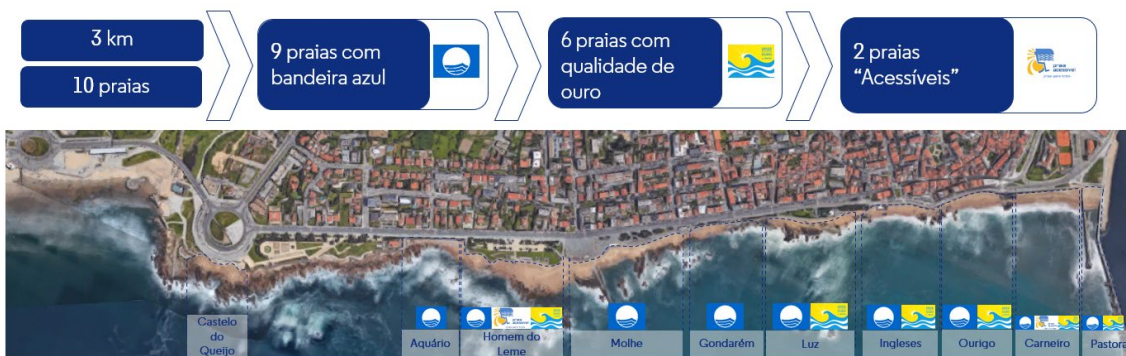 3 km
10 praias
9 praias com
bandeira azul
6 praias com
qualidade de
ouro
2 praias
“Acessíveis”
Castelo
do
Queijo
Aquário
Homem do
Leme
Molhe
Gondarém
Luz
Ingleses
Ourigo
Carneiro
Pastora